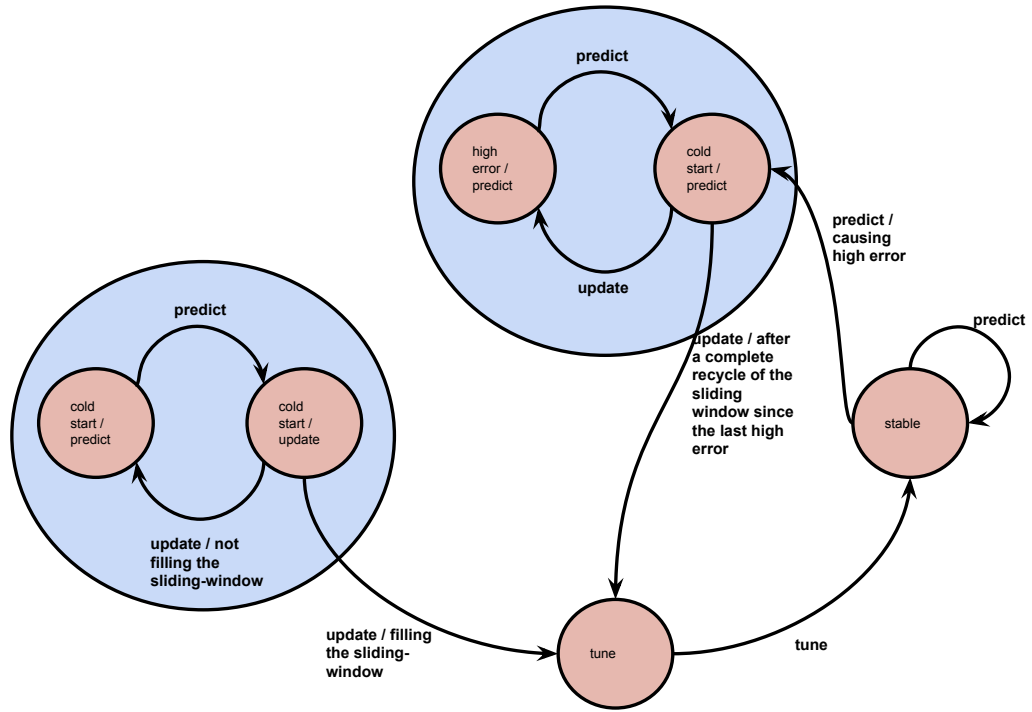 predict
high
error /
predict
cold
start /
predict
update
predict /
causing
high error
predict
cold
start /
predict
cold
start /
update
update / not
filling the
sliding-window
update / after
a complete
recycle of the
sliding
window since
the last high
error
predict
stable
update / filling
the sliding-
window
tune
tune